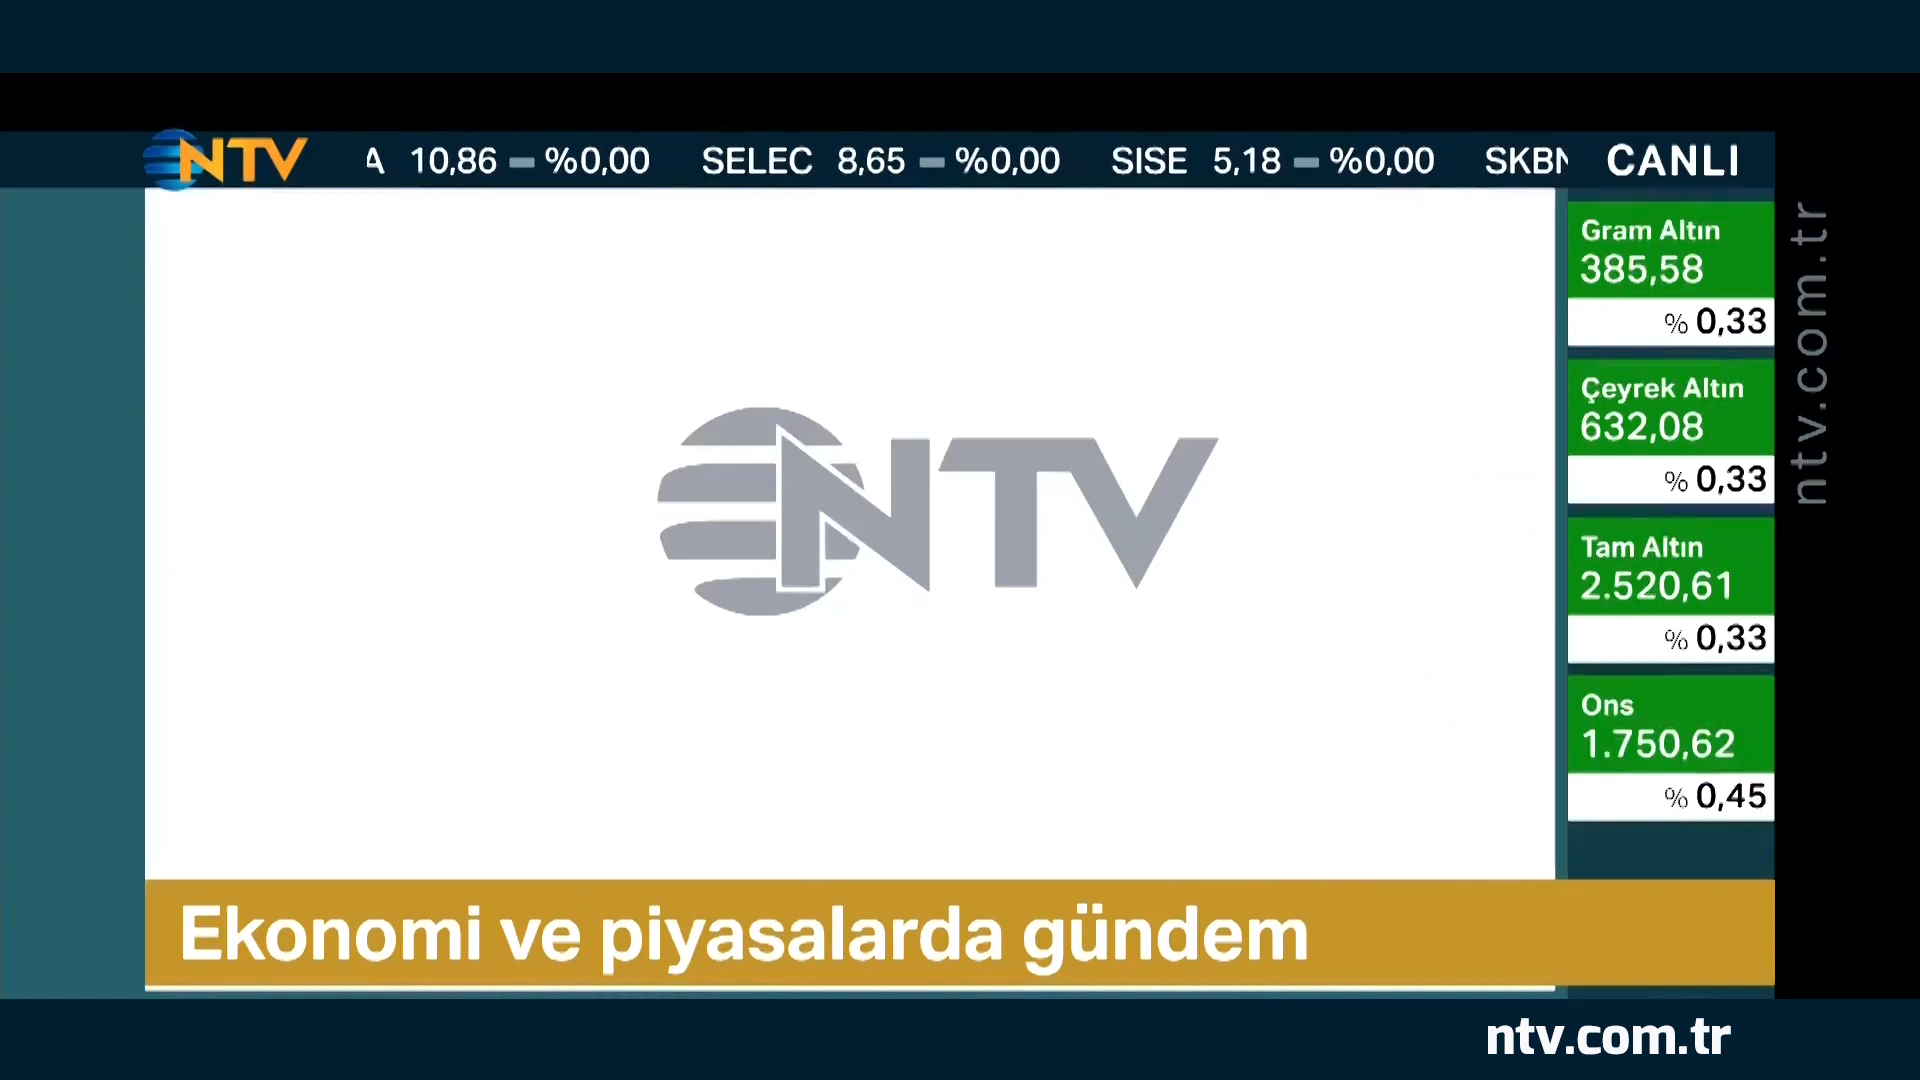 NTV
A 10,86 %0,00 SELEC 8,65 %0,00 SISE 5,18 %0,00 SKBN CANLI
Gram Altın
385,58
% 0,33
Çeyrek Altın
632,08
% 0,33
Tam Altın
2.520,61
% 0,33
Ons
1.750,62
% 0,45
ntv.com.tr
NTV
Ekonomi ve piyasalarda gündem
ntv.com.tr